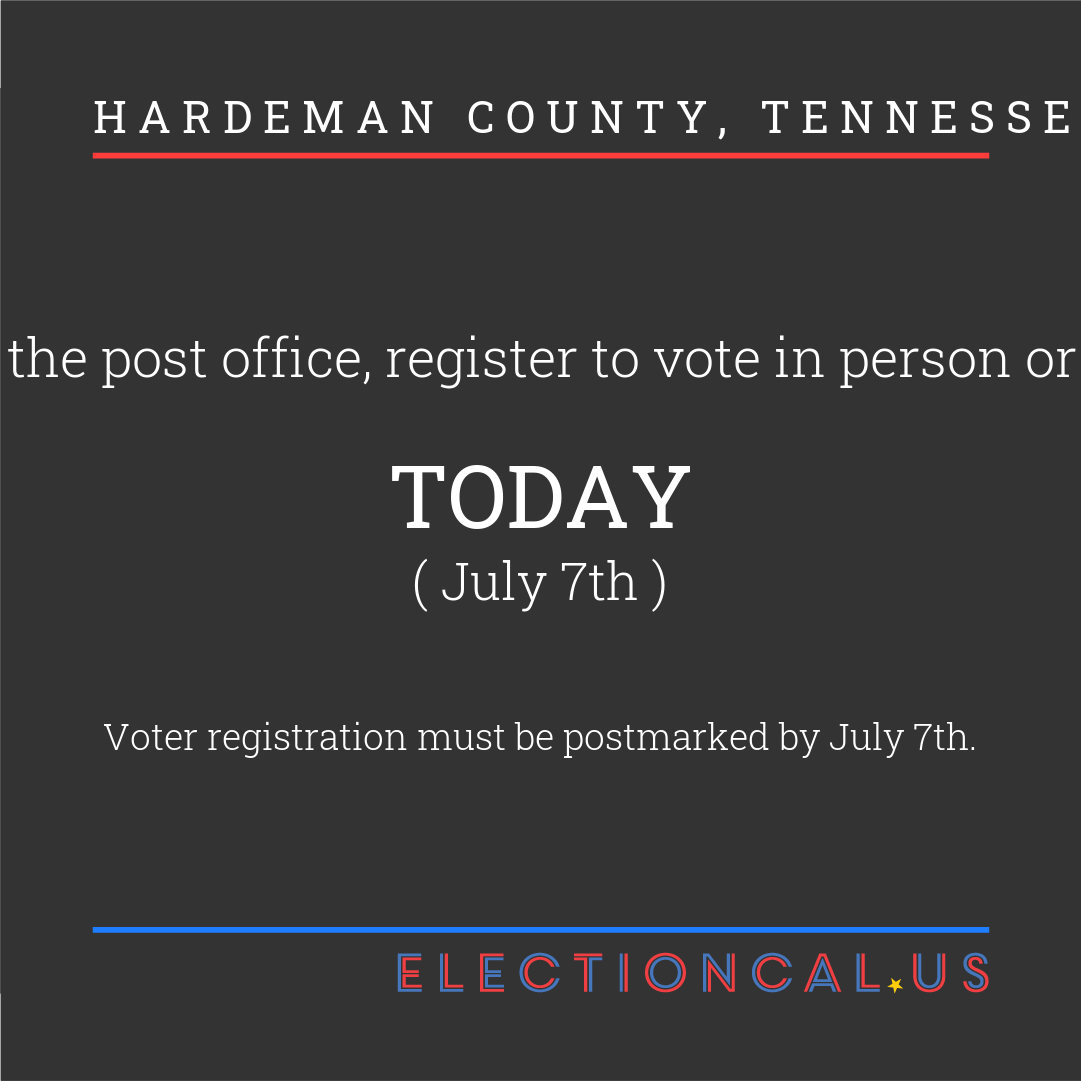 HARDEMAN COUNTY, TENNESSE
the post office, register to vote in person or
TODAY
( July 7th )
Voter registration must be postmarked by July 7th.
ELECTIONCAL.US